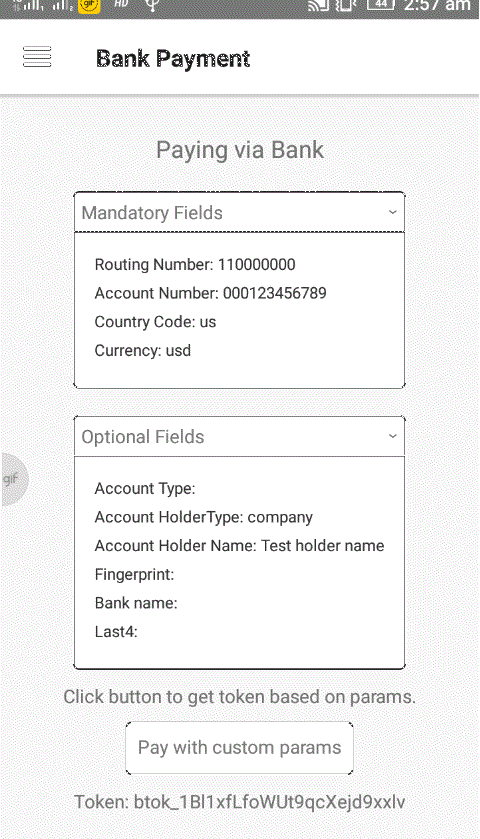 gif HD 44 2:57 am
Bank Payment
Paying via Bank
Mandatory Fields
Routing Number: 110000000
Account Number: 000123456789
Country Code: us
Currency: usd
Optional Fields
gif
Account Type:
Account HolderType: company
Account Holder Name: Test holder name
Fingerprint:
Bank name:
Last4:
Click button to get token based on params.
Pay with custom params
Token: btok_1Bl1xfLfoWUt9qcXejd9xxlv